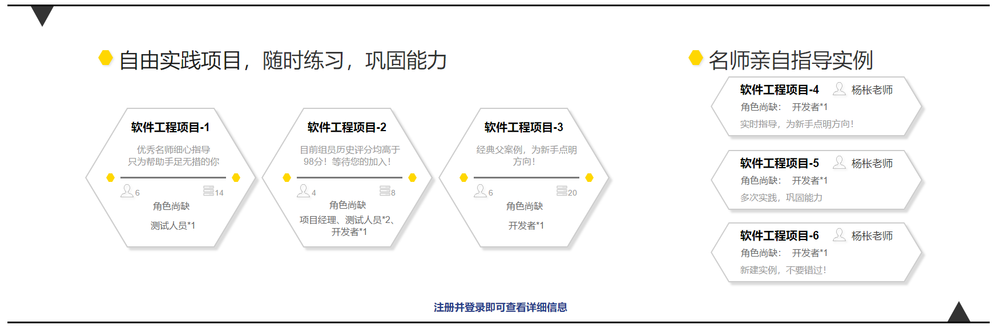 自由实践项目，随时练习，巩固能力
软件工程项目-1
优秀名师细心指导
只为帮助手足无措的你
6
14
角色尚缺
测试人员*1
软件工程项目-2
目前组员历史评分均高于
98分！等待您的加入！
4
8
角色尚缺
项目经理、测试人员*2、
开发者*1
软件工程项目-3
经典父案例，为新手点明
方向！
6
20
角色尚缺
开发者*1
名师亲自指导实例
软件工程项目-4 杨枨老师
角色尚缺： 开发者*1
实时指导，为新手点明方向！
软件工程项目-5 杨枨老师
角色尚缺： 开发者*1
多次实践，巩固能力
软件工程项目-6 杨枨老师
角色尚缺： 开发者*1
新建实例，不要错过！
注册并登录即可查看详细信息